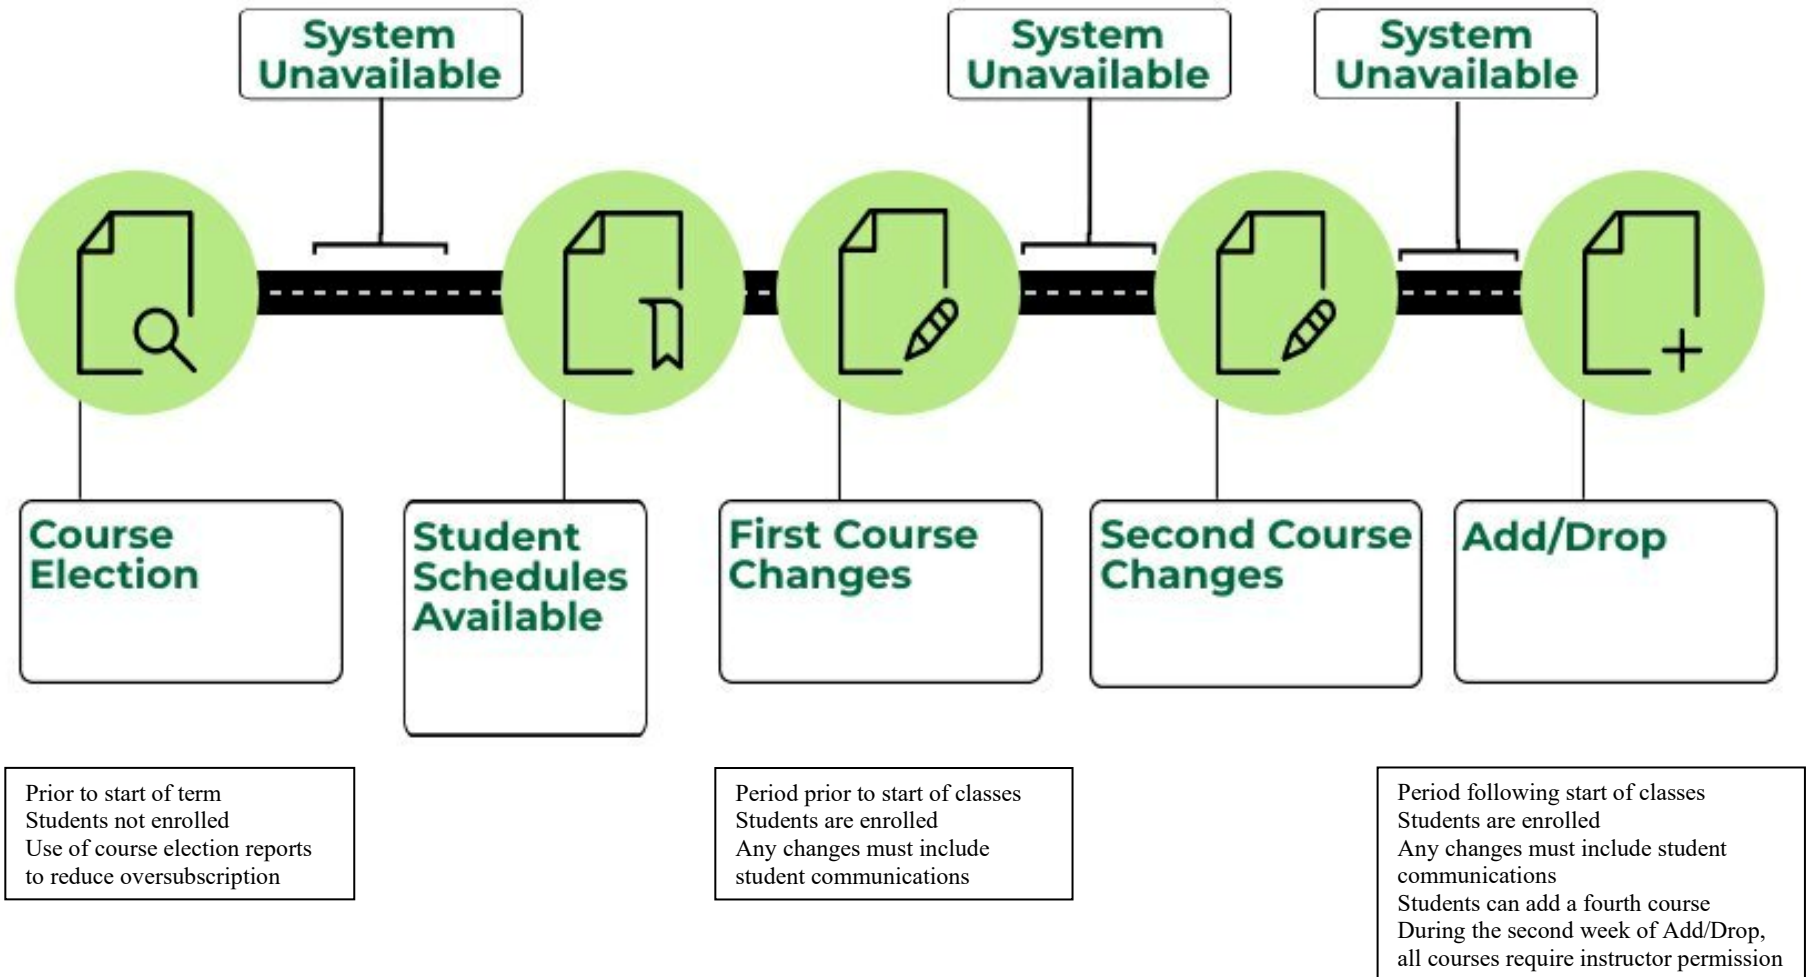 System
Unavailable
System
Unavailable
System
Unavailable
Course
Election
Student
Schedules
Available
First Course
Changes
Second Course
Changes
Add/Drop
Prior to start of term
Students not enrolled
Use of course election reports
to reduce oversubscription
Period prior to start of classes
Students are enrolled
Any changes must include
student communications
Period following start of classes
Students are enrolled
Any changes must include student
communications
Students can add a fourth course
During the second week of Add/Drop,
all courses require instructor permission